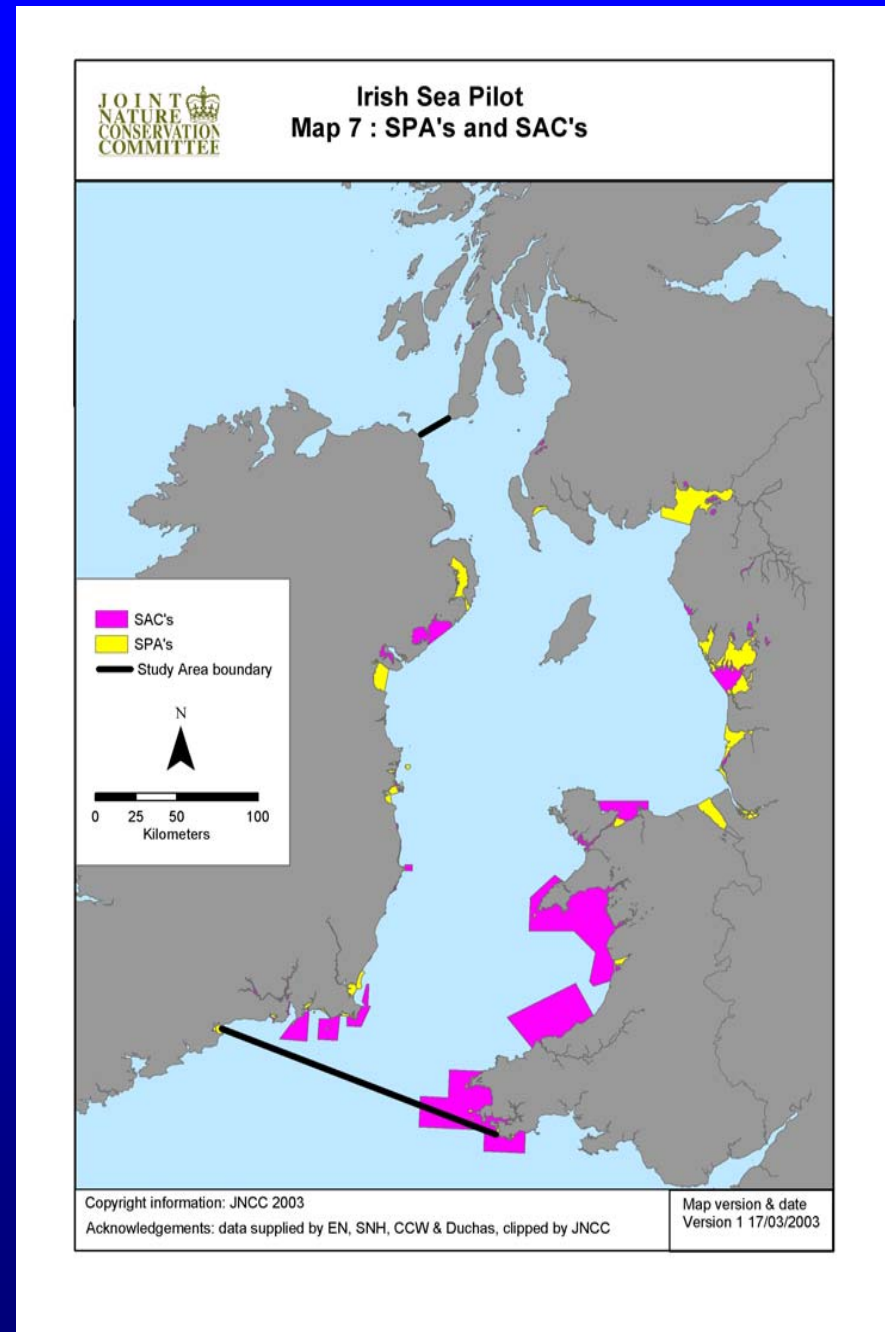 JOINT
NATURE
CONSERVATION
COMMITTEE
Irish Sea Pilot
Map 7 : SPA's and SAC's
SAC's
SPA's
Study Area boundary
N
0 25 50 100
Kilometers
Copyright information: JNCC 2003
Acknowledgements: data supplied by EN, SNH, CCW & Duchas, clipped by JNCC
Map version & date
Version 1 17/03/2003